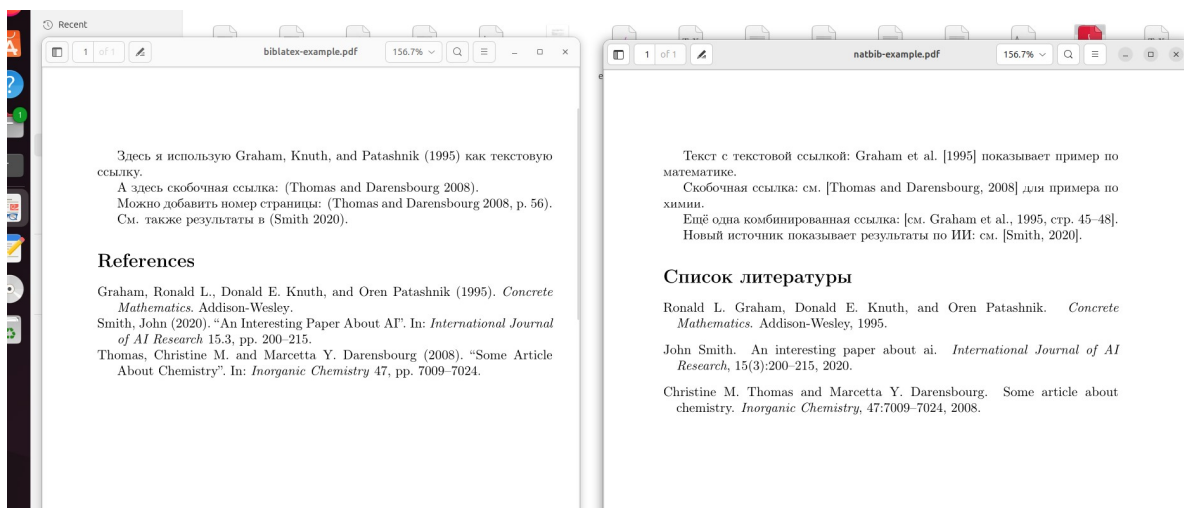 Recent
1 of 1
biblatex-example.pdf
156.7%
Здесь я использую Graham, Knuth, and Patashnik (1995) как текстовую
ссылку.
А здесь скобочная ссылка: (Thomas and Darensbourg 2008).
Можно добавить номер страницы: (Thomas and Darensbourg 2008, p. 56).
См. также результаты в (Smith 2020).
References
Graham, Ronald L., Donald E. Knuth, and Oren Patashnik (1995). Concrete
Mathematics. Addison-Wesley.
Smith, John (2020). “An Interesting Paper About AI”. In: International Journal
of AI Research 15.3, pp. 200–215.
Thomas, Christine M. and Marcetta Y. Darensbourg (2008). “Some Article
About Chemistry”. In: Inorganic Chemistry 47, pp. 7009–7024.
1 of 1
natbib-example.pdf
156.7%
Текст с текстовой ссылкой: Graham et al. [1995] показывает пример по
математике.
Скобочная ссылка: см. [Thomas and Darensbourg, 2008] для примера по
химии.
Ещё одна комбинированная ссылка: [см. Graham et al., 1995, стр. 45–48].
Новый источник показывает результаты по ИИ: см. [Smith, 2020].
Список литературы
Ronald L. Graham, Donald E. Knuth, and Oren Patashnik. Concrete
Mathematics. Addison-Wesley, 1995.
John Smith. An interesting paper about ai. International Journal of AI
Research, 15(3):200–215, 2020.
Christine M. Thomas and Marcetta Y. Darensbourg. Some article about
chemistry. Inorganic Chemistry, 47:7009–7024, 2008.